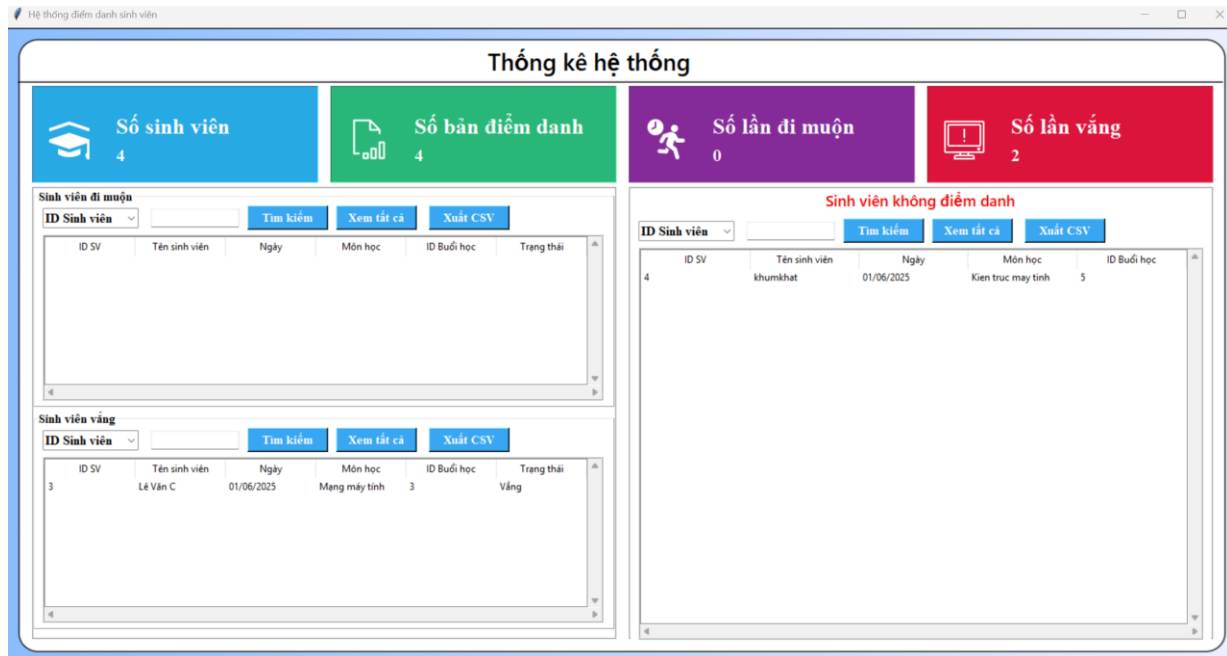 Hệ thống điểm danh sinh viên
Thống kê hệ thống
Số sinh viên
4
Số bản điểm danh
4
Số lần đi muộn
0
Số lần vắng
2
Sinh viên đi muộn
ID Sinh viên Tìm kiếm Xem tất cả Xuất CSV
ID SV Tên sinh viên Ngày Môn học ID Buổi học Trạng thái
Sinh viên vắng
ID Sinh viên Tìm kiếm Xem tất cả Xuất CSV
ID SV Tên sinh viên Ngày Môn học ID Buổi học Trạng thái
3 Lê Văn C 01/06/2025 Mạng máy tính 3 Vắng
Sinh viên không điểm danh
ID Sinh viên Tìm kiếm Xem tất cả Xuất CSV
ID SV Tên sinh viên Ngày Môn học ID Buổi học
4 khumkhat 01/06/2025 Kien truc may tinh 5